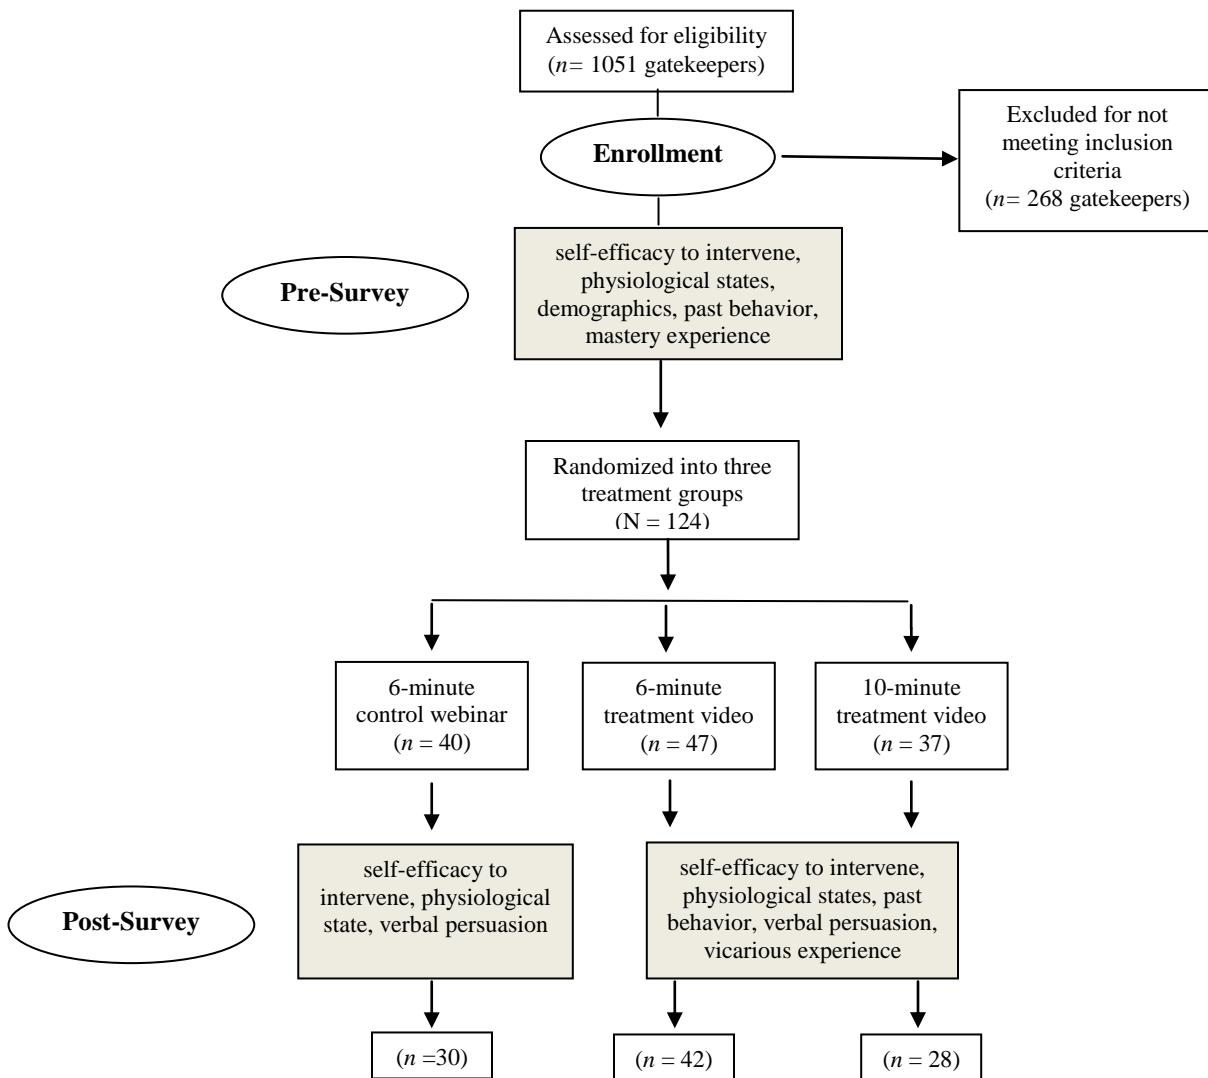 Assessed for eligibility
(n= 1051 gatekeepers)
Excluded for not
meeting inclusion
criteria
(n= 268 gatekeepers)
Enrollment
self-efficacy to intervene,
physiological states,
demographics, past behavior,
mastery experience
Pre-Survey
Randomized into three
treatment groups
(N = 124)
6-minute
control webinar
(n = 40)
6-minute
treatment video
(n = 47)
10-minute
treatment video
(n = 37)
self-efficacy to
intervene, physiological
state, verbal persuasion
self-efficacy to intervene,
physiological states, past
behavior, verbal persuasion,
vicarious experience
Post-Survey
(n =30)
(n = 42)
(n = 28)